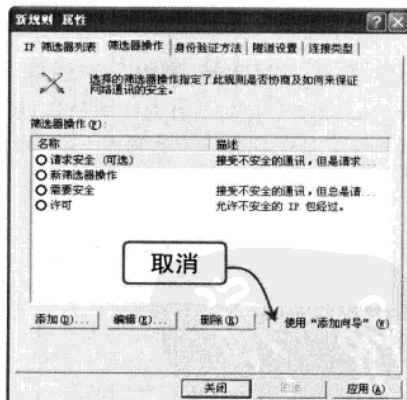 新规则 属性
IP 筛选器列表 筛选器操作 身份验证方法 隧道设置 连接类型
选择的筛选器操作指定了此规则是否协商及如何来保证
网络通讯的安全。
筛选器操作(F):
名称 描述
请求安全 (可选) 接受不安全的通讯,但是请求...
新筛选器操作
需要安全 接受不安全的通讯,但总是请...
许可 允许不安全的 IP 包经过。
取消
添加(D)... 编辑(E)... 删除(R) 使用“添加向导”(W)
关闭 取消 应用(A)